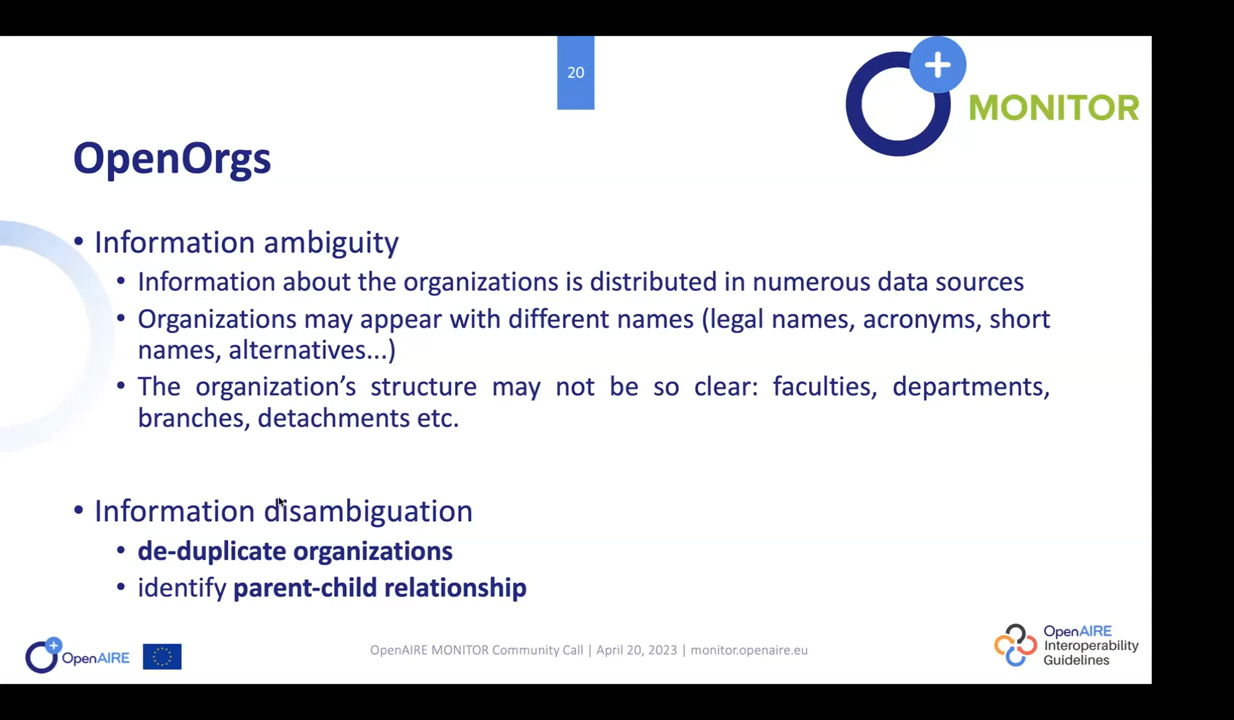 20
MONITOR
OpenOrgs
• Information ambiguity
• Information about the organizations is distributed in numerous data sources
• Organizations may appear with different names (legal names, acronyms, short
names, alternatives...)
• The organization’s structure may not be so clear: faculties, departments,
branches, detachments etc.
• Information disambiguation
• de-duplicate organizations
• identify parent-child relationship
OpenAIRE
OpenAIRE MONITOR Community Call | April 20, 2023 | monitor.openaire.eu
OpenAIRE
Interoperability
Guidelines